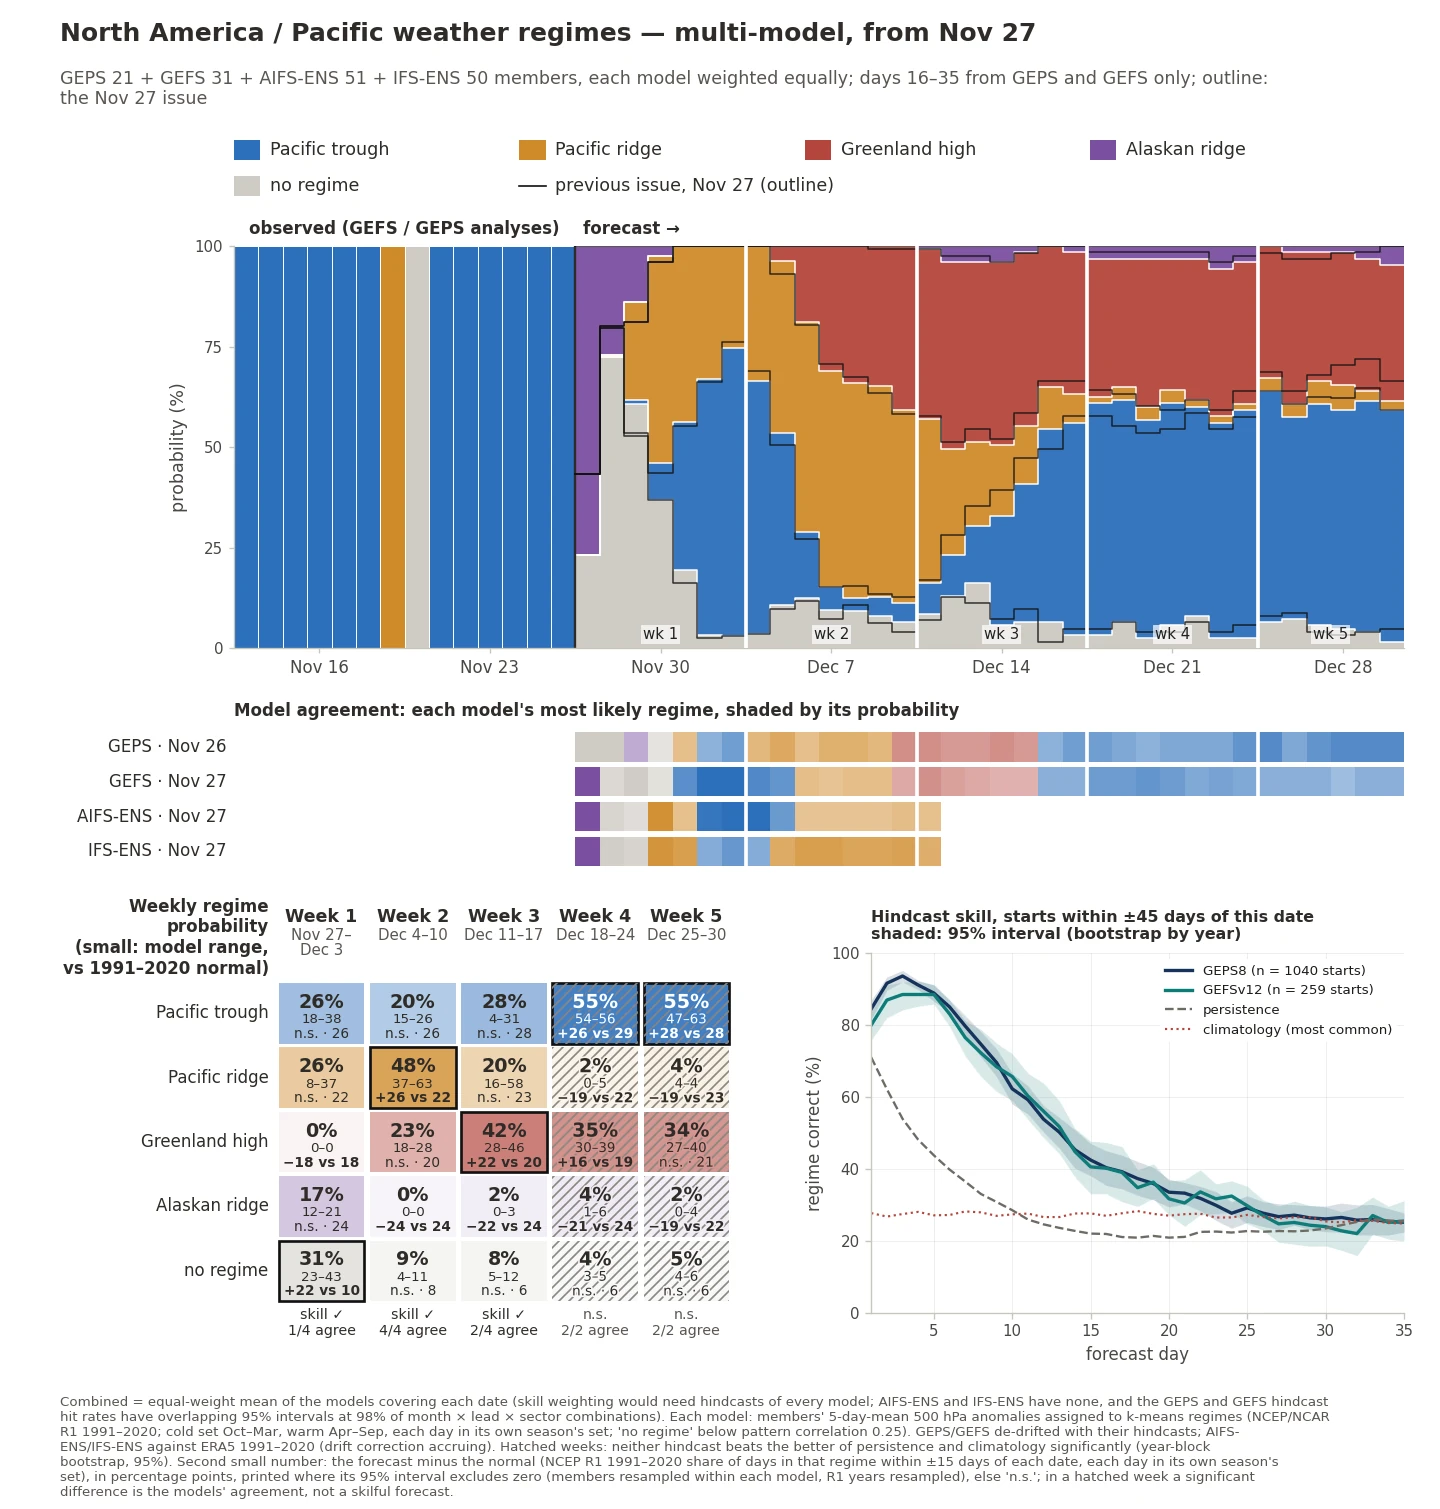 North America / Pacific weather regimes — multi-model, from Nov 27
GEPS 21 + GEFS 31 + AIFS-ENS 51 + IFS-ENS 50 members, each model weighted equally; days 16–35 from GEPS and GEFS only; outline:
the Nov 27 issue
Pacific trough
Pacific ridge
Greenland high
Alaskan ridge
no regime
previous issue, Nov 27 (outline)
observed (GEFS / GEPS analyses)
forecast →
100
75
50
25
0
probability (%)
wk 1
wk 2
wk 3
wk 4
wk 5
Nov 16
Nov 23
Nov 30
Dec 7
Dec 14
Dec 21
Dec 28
Model agreement: each model's most likely regime, shaded by its probability
GEPS · Nov 26
GEFS · Nov 27
AIFS-ENS · Nov 27
IFS-ENS · Nov 27
Weekly regime
probability
(small: model range,
vs 1991–2020 normal)
Week 1
Nov 27–
Dec 3
Week 2
Dec 4–10
Week 3
Dec 11–17
Week 4
Dec 18–24
Week 5
Dec 25–30
Pacific trough
26%
18–38
n.s. · 26
20%
15–26
n.s. · 26
28%
4–31
n.s. · 28
55%
54–56
+26 vs 29
55%
47–63
+28 vs 28
Pacific ridge
26%
8–37
n.s. · 22
48%
37–63
+26 vs 22
20%
16–58
n.s. · 23
2%
0–5
−19 vs 22
4%
4–4
−19 vs 23
Greenland high
0%
0–0
−18 vs 18
23%
18–28
n.s. · 20
42%
28–46
+22 vs 20
35%
30–39
+16 vs 19
34%
27–40
n.s. · 21
Alaskan ridge
17%
12–21
n.s. · 24
0%
0–0
−24 vs 24
2%
0–3
−22 vs 24
4%
1–6
−21 vs 24
2%
0–4
−19 vs 22
no regime
31%
23–43
+22 vs 10
9%
4–11
n.s. · 8
8%
5–12
n.s. · 6
4%
3–5
n.s. · 6
5%
4–6
n.s. · 6
skill ✓
1/4 agree
skill ✓
4/4 agree
skill ✓
2/4 agree
n.s.
2/2 agree
n.s.
2/2 agree
Hindcast skill, starts within ±45 days of this date
shaded: 95% interval (bootstrap by year)
GEPS8 (n = 1040 starts)
GEFSv12 (n = 259 starts)
persistence
climatology (most common)
100
80
60
40
20
0
regime correct (%)
5
10
15
20
25
30
35
forecast day
Combined = equal-weight mean of the models covering each date (skill weighting would need hindcasts of every model; AIFS-ENS and IFS-ENS have none, and the GEPS and GEFS hindcast
hit rates have overlapping 95% intervals at 98% of month × lead × sector combinations). Each model: members' 5-day-mean 500 hPa anomalies assigned to k-means regimes (NCEP/NCAR
R1 1991–2020; cold set Oct–Mar, warm Apr–Sep, each day in its own season's set; 'no regime' below pattern correlation 0.25). GEPS/GEFS de-drifted with their hindcasts; AIFS-
ENS/IFS-ENS against ERA5 1991–2020 (drift correction accruing). Hatched weeks: neither hindcast beats the better of persistence and climatology significantly (year-block
bootstrap, 95%). Second small number: the forecast minus the normal (NCEP R1 1991–2020 share of days in that regime within ±15 days of each date, each day in its own season's
set), in percentage points, printed where its 95% interval excludes zero (members resampled within each model, R1 years resampled), else 'n.s.'; in a hatched week a significant
difference is the models' agreement, not a skilful forecast.